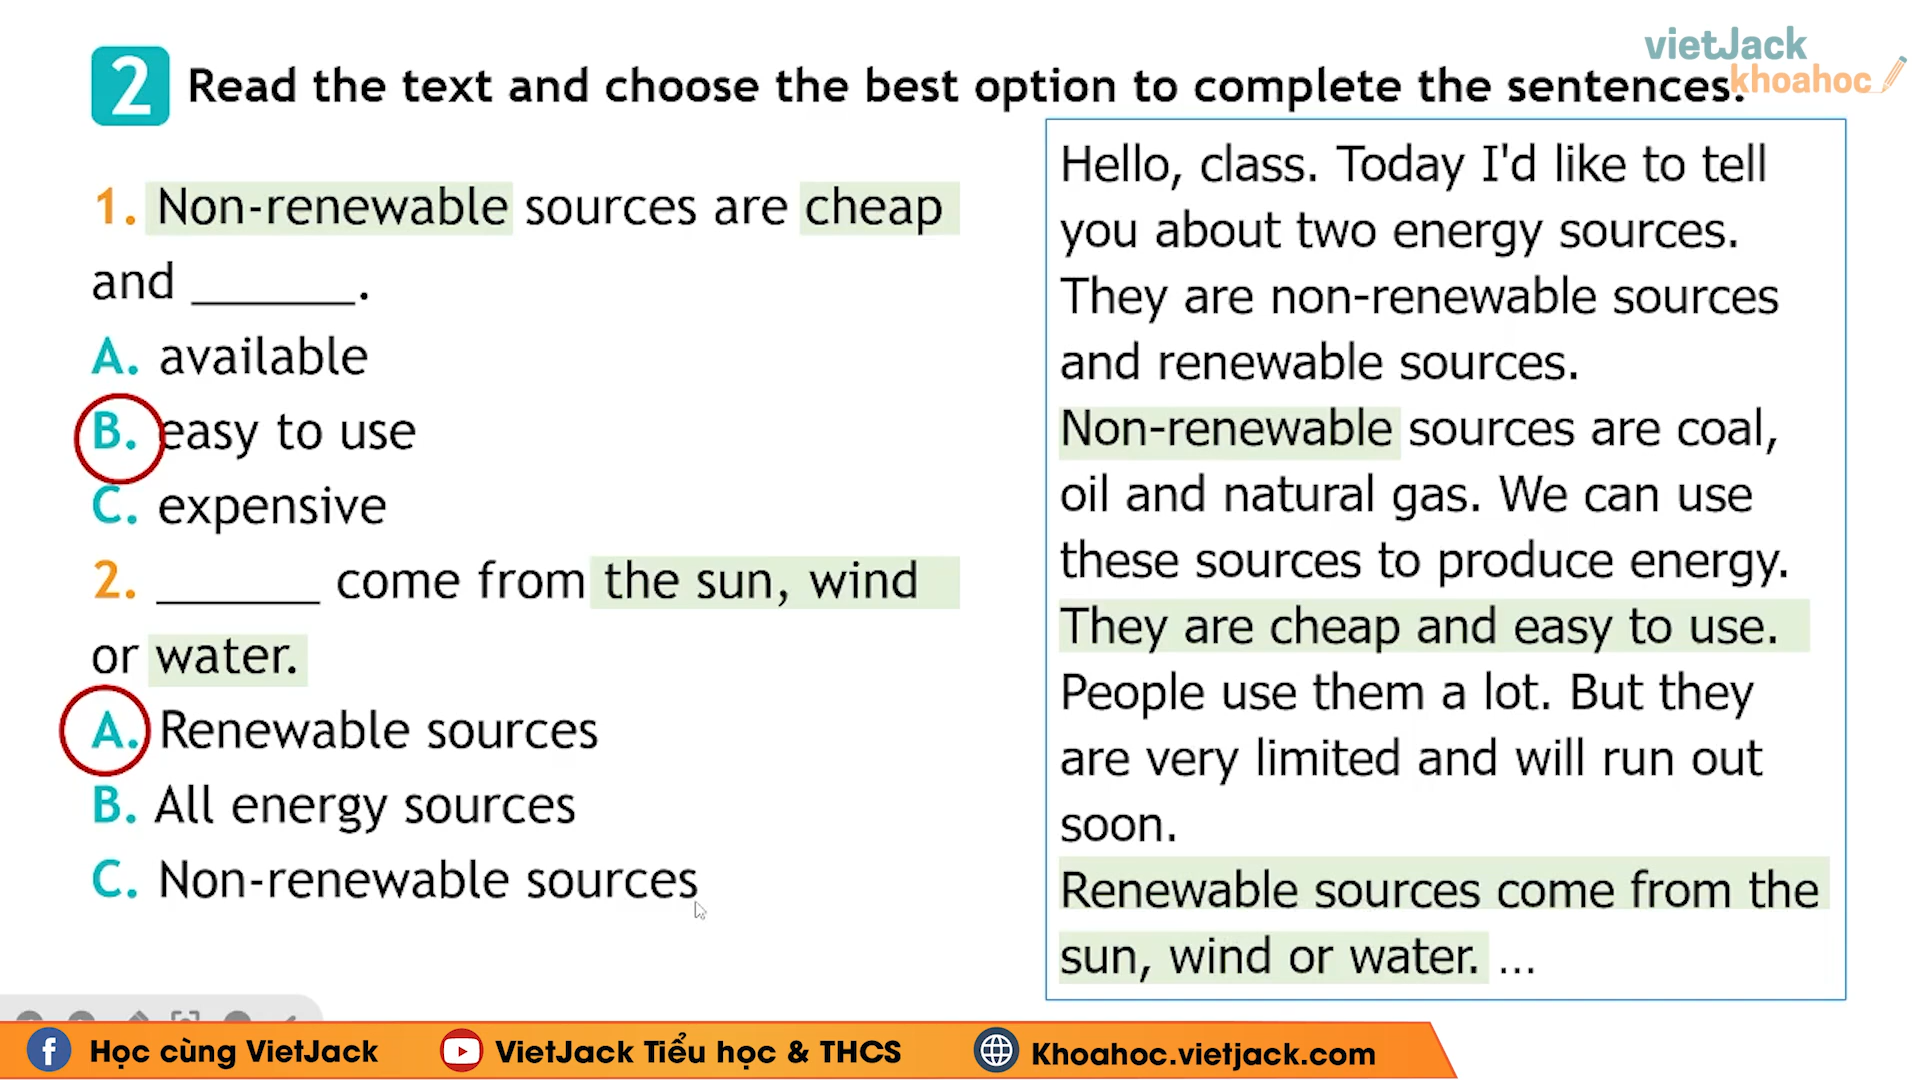 vietJack
khoahoc
2 Read the text and choose the best option to complete the sentences.
1. Non-renewable sources are cheap
and ______.
A. available
B. easy to use
C. expensive
2. ______ come from the sun, wind
or water.
A. Renewable sources
B. All energy sources
C. Non-renewable sources
Hello, class. Today I'd like to tell
you about two energy sources.
They are non-renewable sources
and renewable sources.
Non-renewable sources are coal,
oil and natural gas. We can use
these sources to produce energy.
They are cheap and easy to use.
People use them a lot. But they
are very limited and will run out
soon.
Renewable sources come from the
sun, wind or water. ...
Học cùng VietJack
VietJack Tiểu học & THCS
Khoahoc.vietjack.com